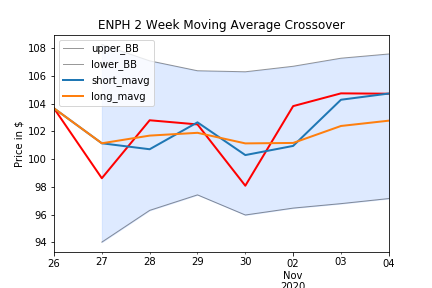 ENPH 2 Week Moving Average Crossover
108
106
104
102
100
98
96
94
Price in $
upper_BB
lower_BB
short_mavg
long_mavg
26 27 28 29 30 02 03 04
Nov
2020